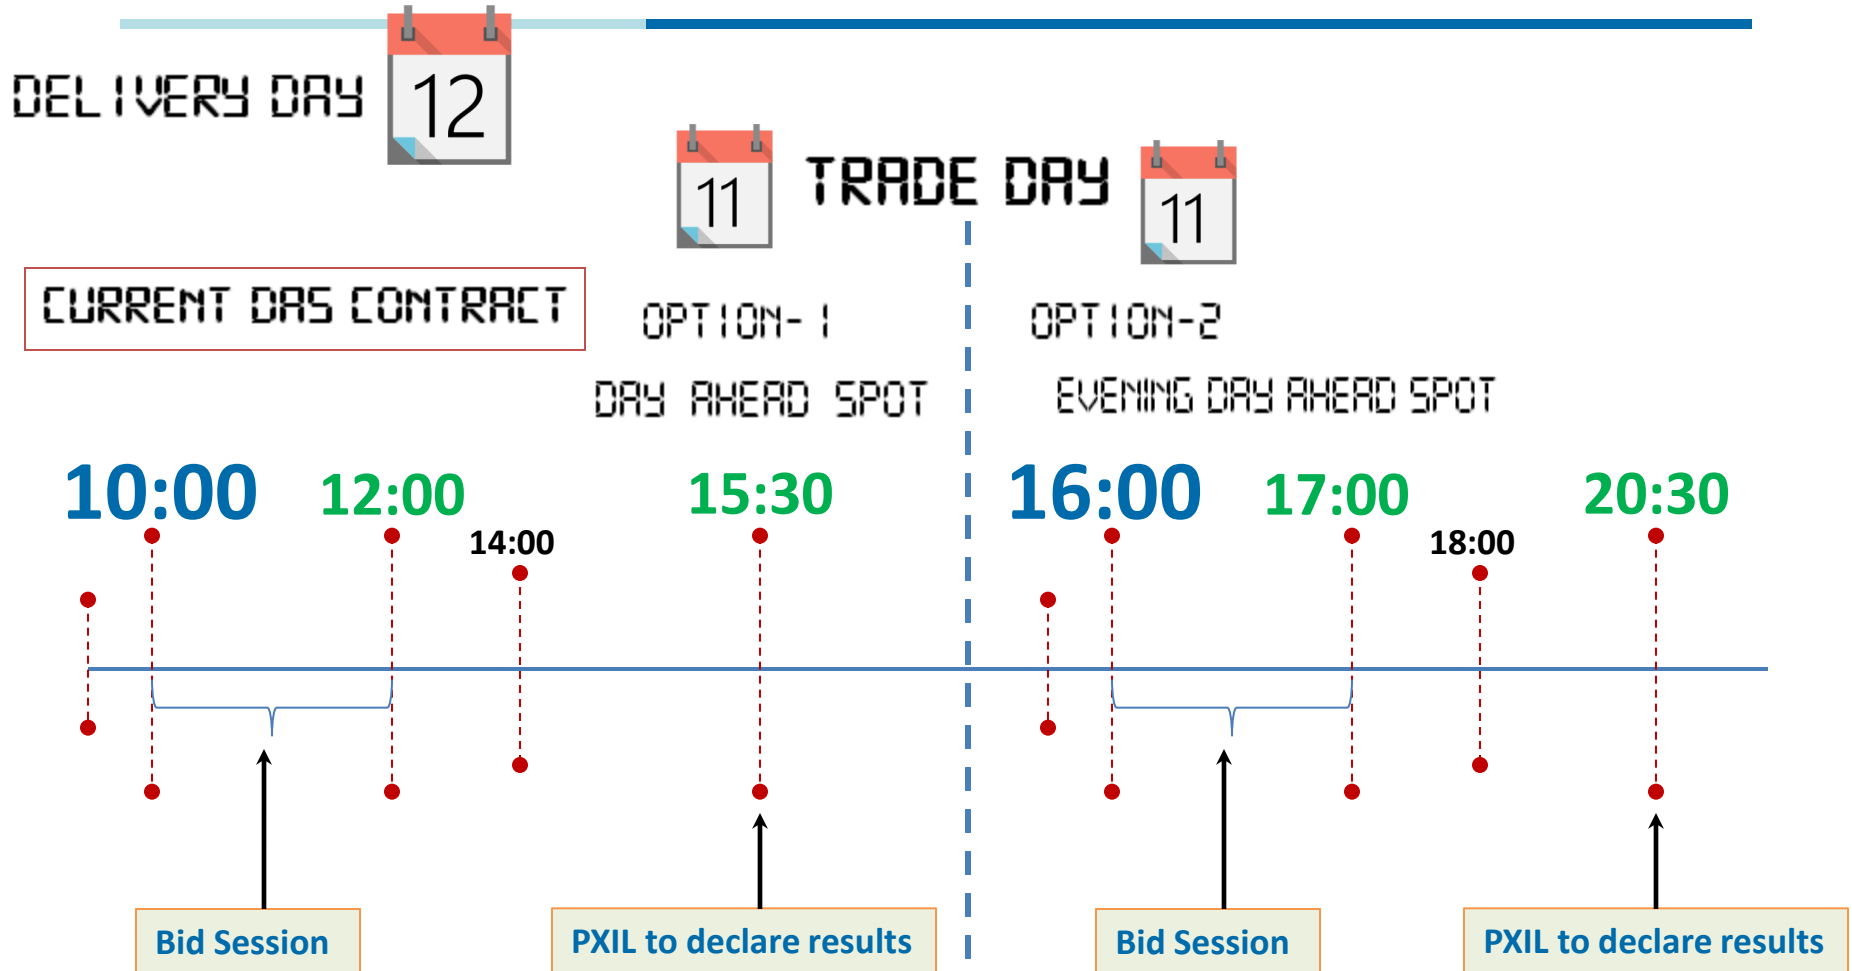 DELIVERY DAY
12
11
TRADE DAY
11
CURRENT DAS CONTRACT
OPTION-1
OPTION-2
DAY AHEAD SPOT
EVENING DAY AHEAD SPOT
10:00
12:00
15:30
16:00
17:00
20:30
14:00
18:00
Bid Session
PXIL to declare results
Bid Session
PXIL to declare results